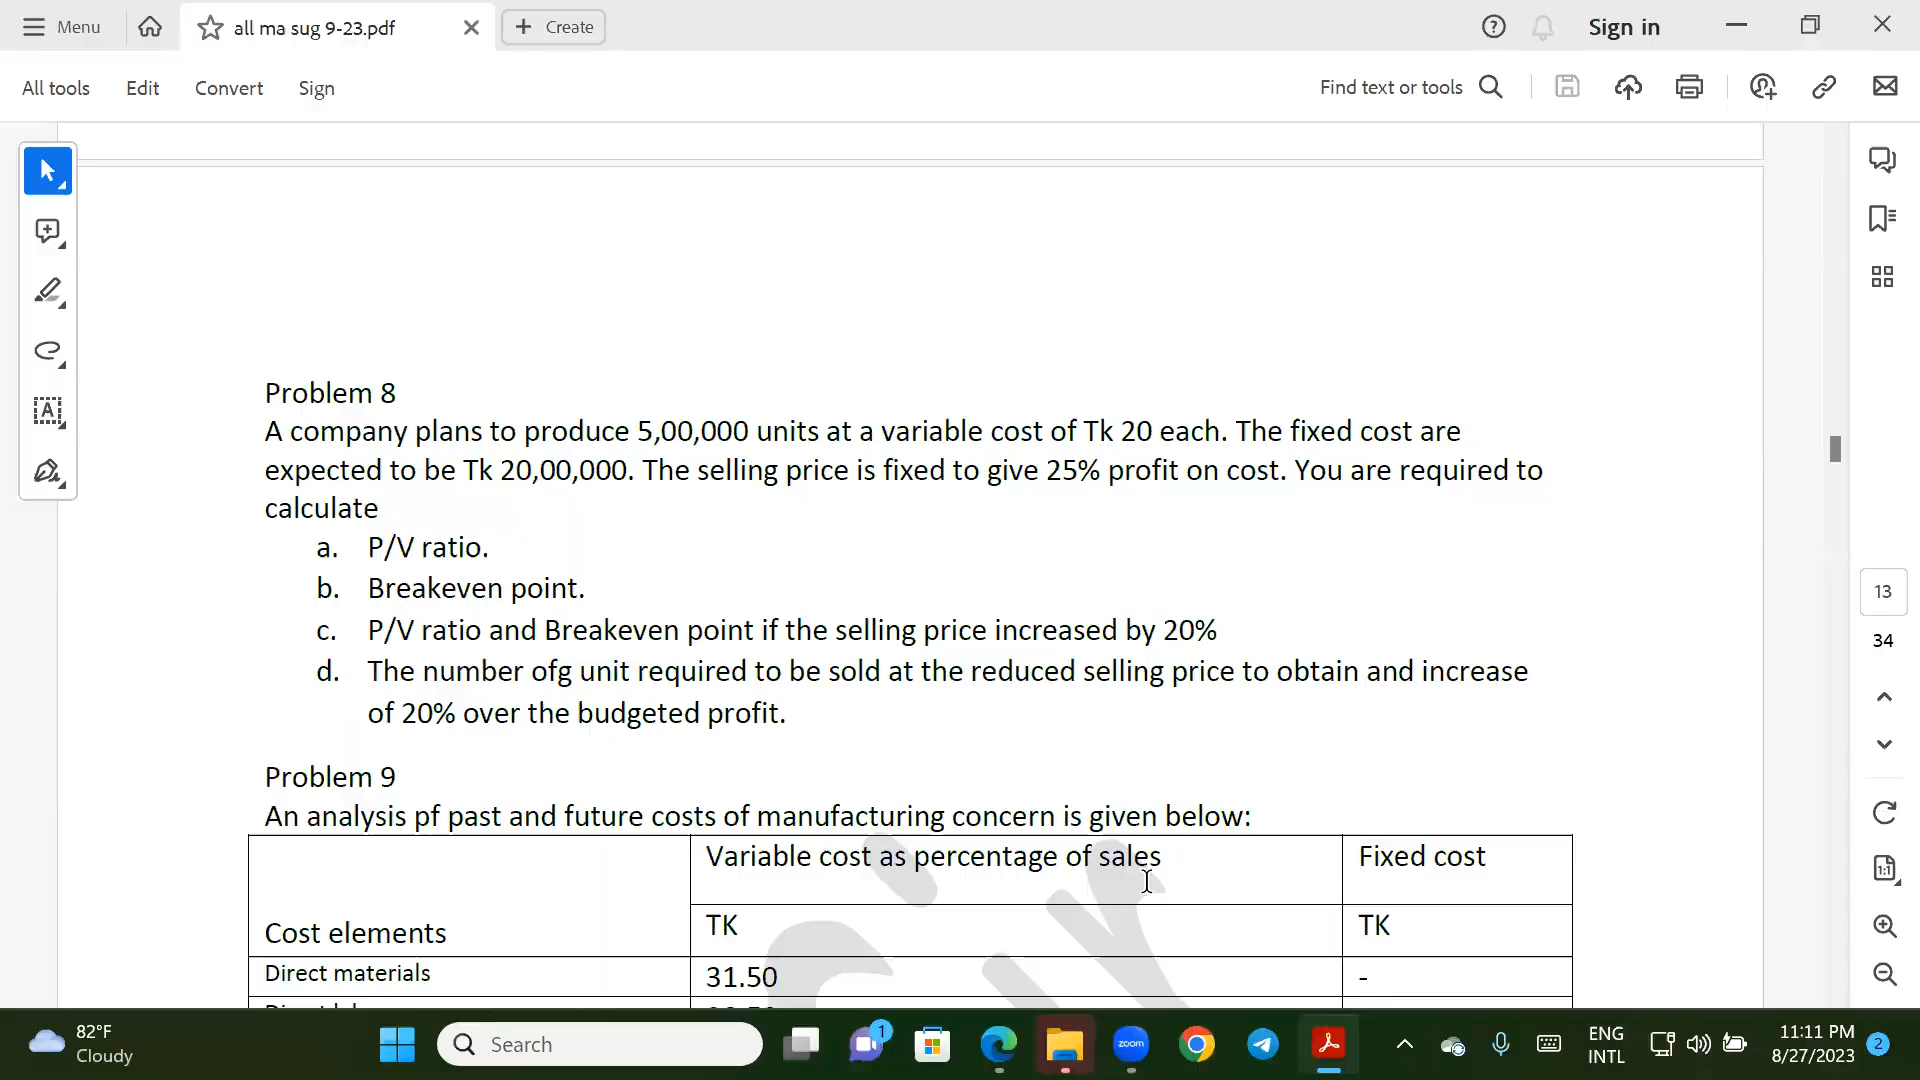 Menu
all ma sug 9-23.pdf
Create
Sign in
All tools
Edit
Convert
Sign
Find text or tools
Problem 8
A company plans to produce 5,00,000 units at a variable cost of Tk 20 each. The fixed cost are
expected to be Tk 20,00,000. The selling price is fixed to give 25% profit on cost. You are required to
calculate
a. P/V ratio.
b. Breakeven point.
c. P/V ratio and Breakeven point if the selling price increased by 20%
d. The number ofg unit required to be sold at the reduced selling price to obtain and increase
of 20% over the budgeted profit.
13
34
Problem 9
An analysis pf past and future costs of manufacturing concern is given below:
Variable cost as percentage of sales
Fixed cost
Cost elements
TK
TK
Direct materials
31.50
-
82°F
Cloudy
Search
1
zoom
ENG
INTL
11:11 PM
8/27/2023
2